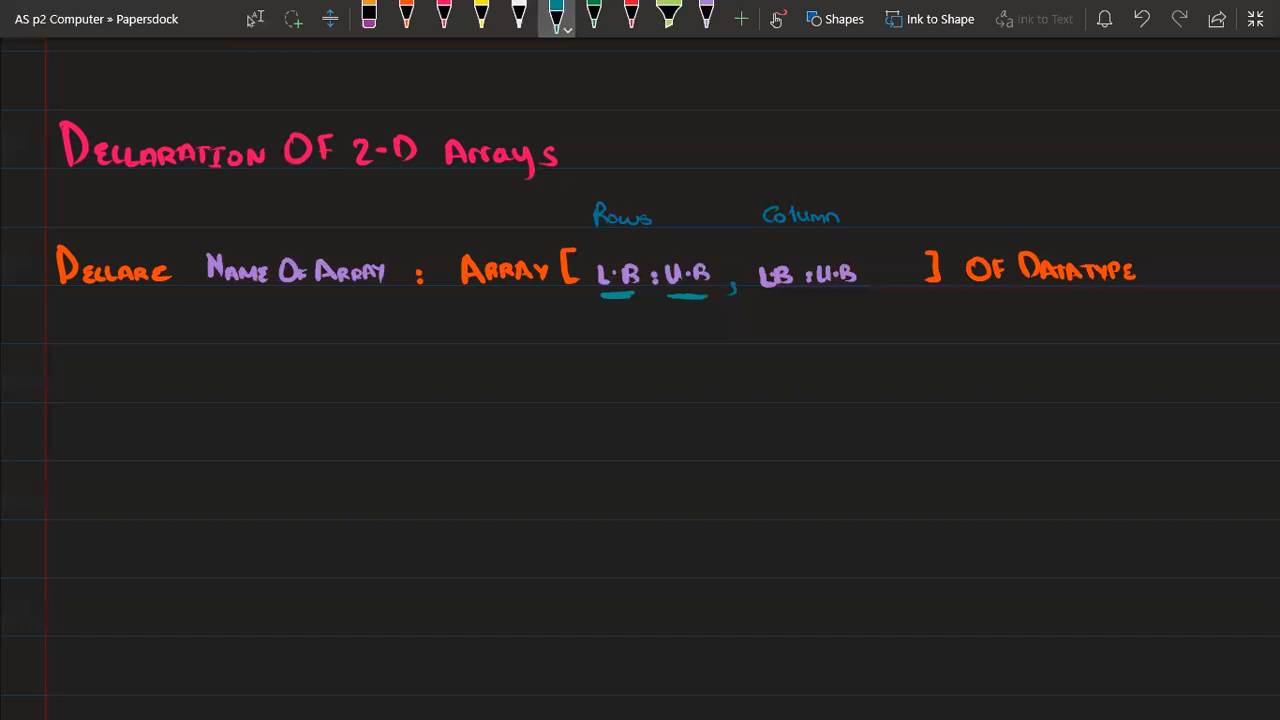 AS p2 Computer » Papersdock
Shapes
Ink to Shape
Ink to Text
DECLARATION OF 2-D Arrays
Rows Column
DECLARE NAME OF ARRAY : ARRAY [ L.B : U.B , LB : U.B ] OF DATATYPE